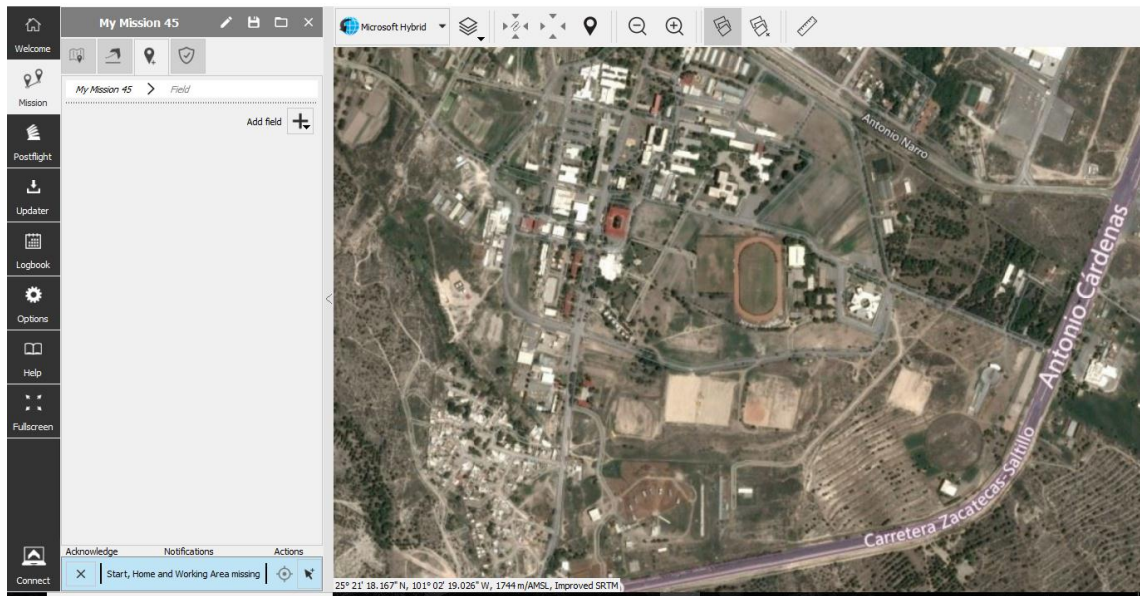 Welcome
Mission
Postflight
Updater
Logbook
Options
Help
Fullscreen
Connect
My Mission 45
My Mission 45 > Field
Add field
Acknowledge Notifications Actions
Start, Home and Working Area missing
Microsoft Hybrid
Antonio Narro
Antonio Cárdenas
Carretera Zacatecas-Saltillo
25° 21' 18.167" N, 101° 02' 19.026" W, 1744 m/AMSL, Improved SRTM